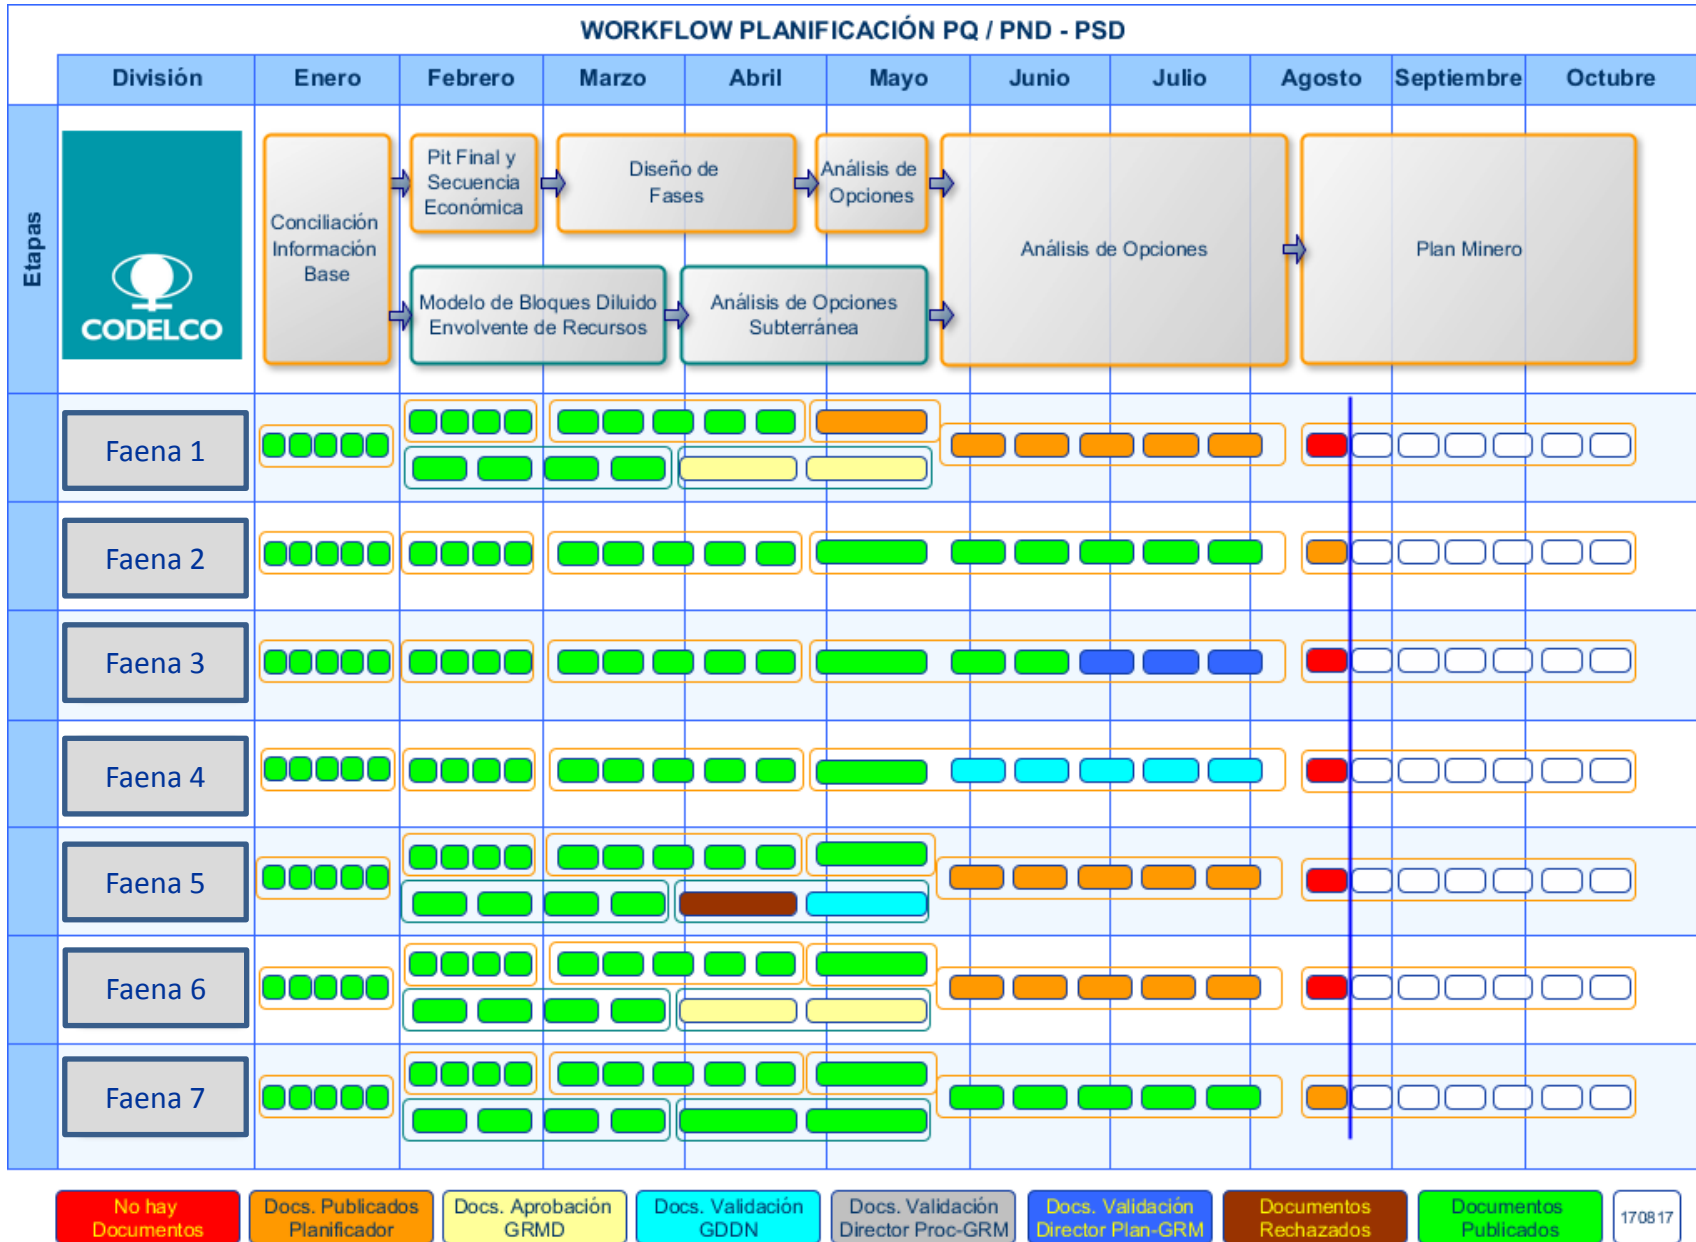 WORKFLOW PLANIFICACIÓN PQ / PND - PSD
División
Enero
Febrero
Marzo
Abril
Mayo
Junio
Julio
Agosto
Septiembre
Octubre
Etapas
CODELCO
Conciliación
Información
Base
Pit Final y
Secuencia
Económica
Diseño de
Fases
Análisis de
Opciones
Modelo de Bloques Diluido
Envolvente de Recursos
Análisis de Opciones
Subterránea
Análisis de Opciones
Plan Minero
Faena 1
Faena 2
Faena 3
Faena 4
Faena 5
Faena 6
Faena 7
No hay
Documentos
Docs. Publicados
Planificador
Docs. Aprobación
GRMD
Docs. Validación
GDDN
Docs. Validación
Director Proc-GRM
Docs. Validación
Director Plan-GRM
Documentos
Rechazados
Documentos
Publicados
170817